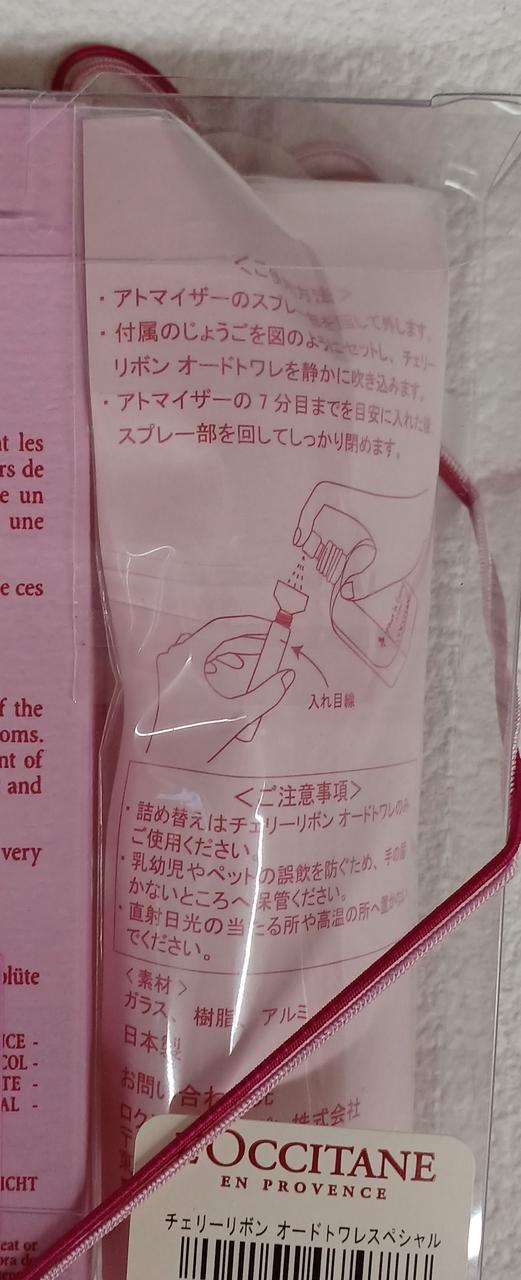 ・アトマイザーのスプレー部を回して外します。
・付属のじょうごを図のようにセットし、チェリー
リボン オードトワレを静かに吹き込みます。
・アトマイザーの7分目までを目安に入れた後
スプレー部を回してしっかり閉めます。
入れ目線
<ご注意事項>
・詰め替えはチェリーリボン オードトワレのみ
ご使用ください。
・乳幼児やペットの誤飲を防ぐため、手の届
かないところへ保管ください。
・直射日光の当たる所や高温の所へ置かない
でください。
<素材>
ガラス、樹脂、アルミ
日本製
お問い合わせ先
株式会社
L'OCCITANE
EN PROVENCE
チェリーリボン オードトワレスペシャル
les
de
un
une
ces
the
of
and
very
ICHT